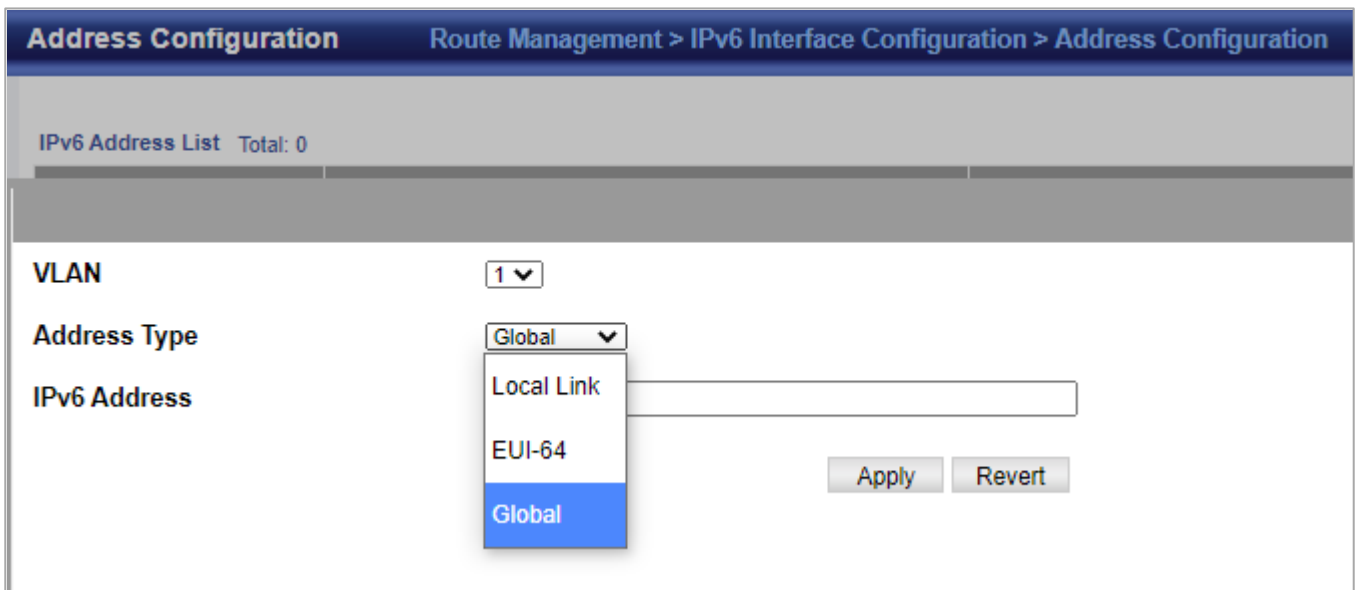 Address Configuration Route Management > IPv6 Interface Configuration > Address Configuration
IPv6 Address List Total: 0
VLAN 1
Address Type Global
IPv6 Address
Local Link
EUI-64
Global
Apply Revert